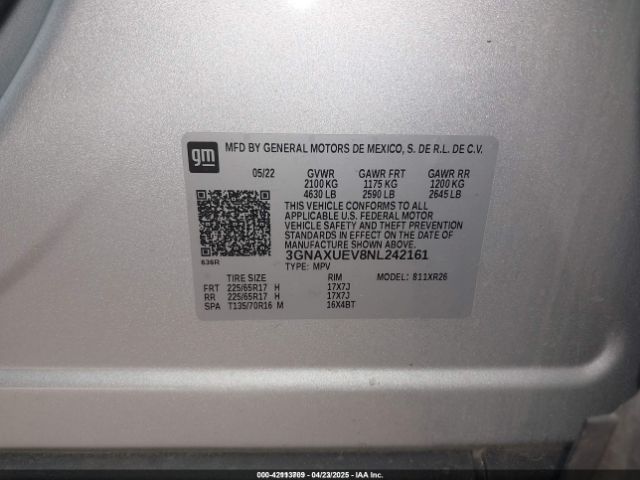 gm MFD BY GENERAL MOTORS DE MEXICO, S. DE R.L. DE C.V.
05/22 GVWR GAWR FRT GAWR RR
2100 KG 1175 KG 1200 KG
4630 LB 2590 LB 2645 LB
THIS VEHICLE CONFORMS TO ALL
APPLICABLE U.S. FEDERAL MOTOR
VEHICLE SAFETY AND THEFT PREVENTION
STANDARDS IN EFFECT ON THE DATE OF
MANUFACTURE SHOWN ABOVE.
3GNAXUEV8NL242161
636R TYPE: MPV
TIRE SIZE RIM MODEL: 811XR26
FRT 225/65R17 H 17X7J
RR 225/65R17 H 17X7J
SPA T135/70R16 M 16X4BT
000-42113709 04/23/2025 IAAI.com